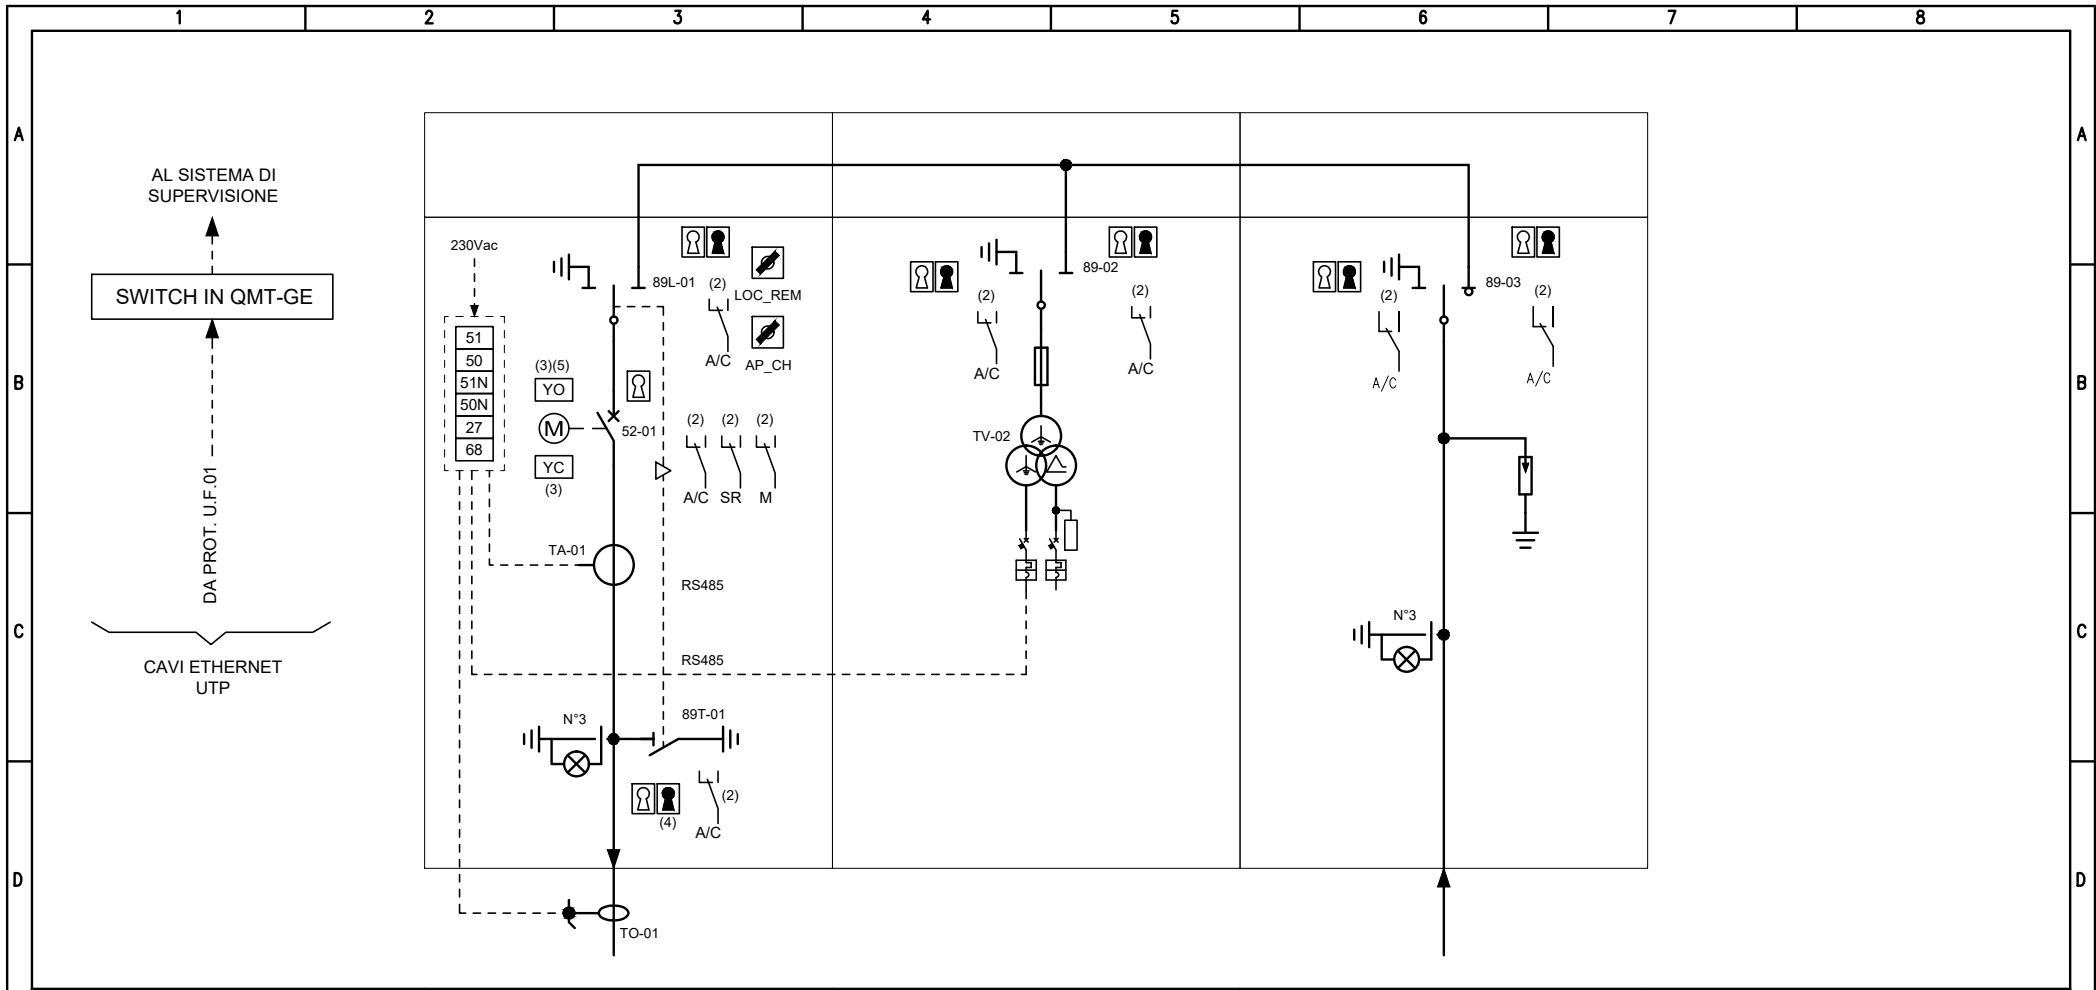 1 2 3 4 5 6 7 8
A A
AL SISTEMA DI
SUPERVISIONE
SWITCH IN QMT-GE
DA PROT. U.F.01
CAVI ETHERNET
UTP
230Vac
51
50
51N
50N
27
68
89L-01
(2)
LOC_REM
A/C
AP_CH
(3)(5)
YO
M
52-01
YC
(3)
(2) (2) (2)
A/C SR M
TA-01
RS485
RS485
N°3
89T-01
(2)
(4)
A/C
TO-01
89-02
(2)
(2)
A/C
A/C
TV-02
89-03
(2)
(2)
A/C
A/C
N°3
B B
C C
D D